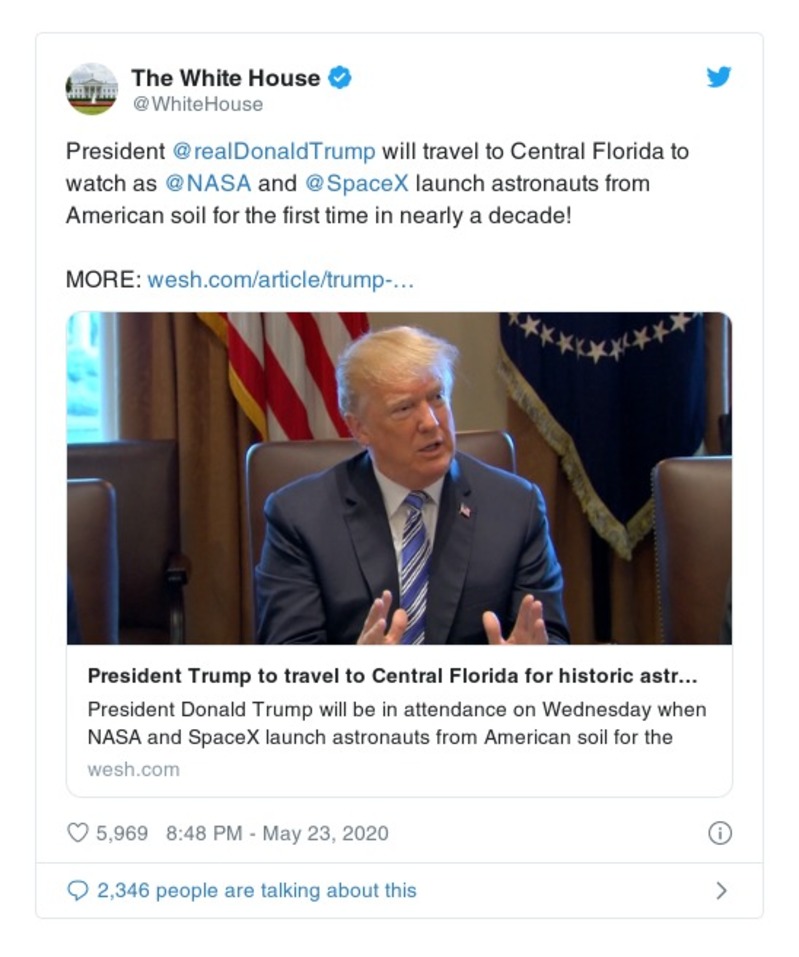 The White House
@WhiteHouse
President @realDonaldTrump will travel to Central Florida to
watch as @NASA and @SpaceX launch astronauts from
American soil for the first time in nearly a decade!
MORE: wesh.com/article/trump-…
President Trump to travel to Central Florida for historic astr…
President Donald Trump will be in attendance on Wednesday when
NASA and SpaceX launch astronauts from American soil for the
wesh.com
5,969 8:48 PM - May 23, 2020
2,346 people are talking about this